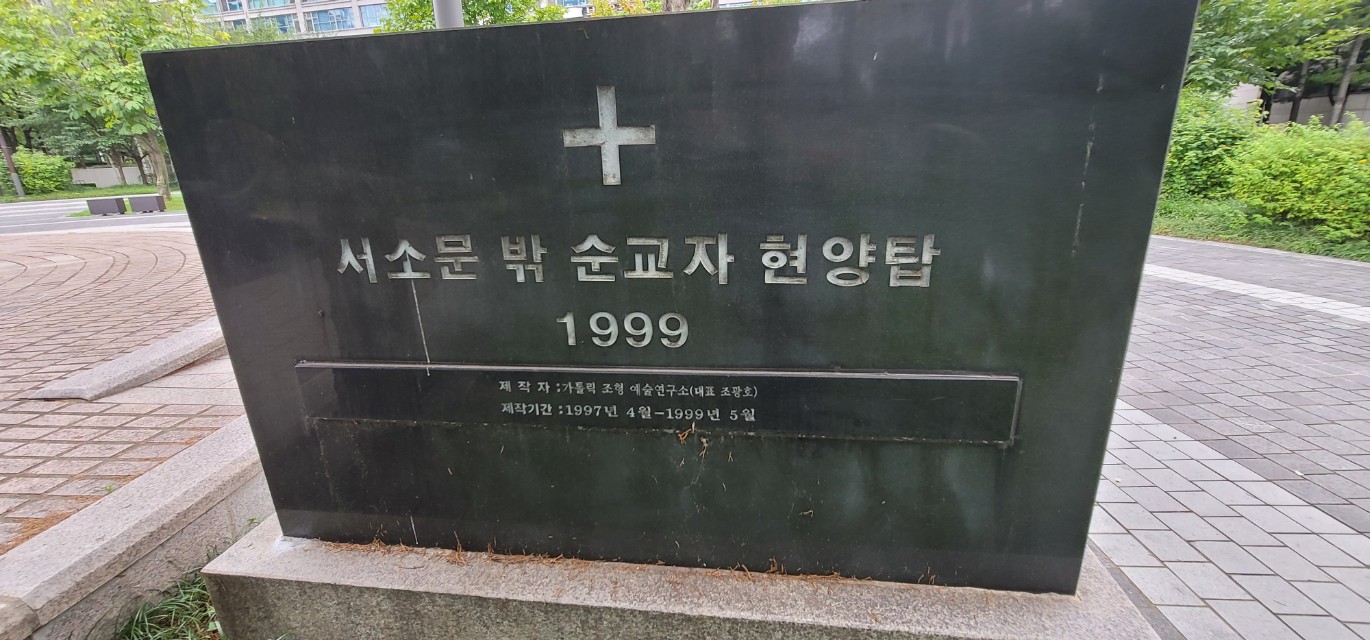 서소문 밖 순교자 현양탑
1999
제 작 자 : 가톨릭 조형 예술연구소(대표 조광호)
제작기간 : 1997년 4월-1999년 5월